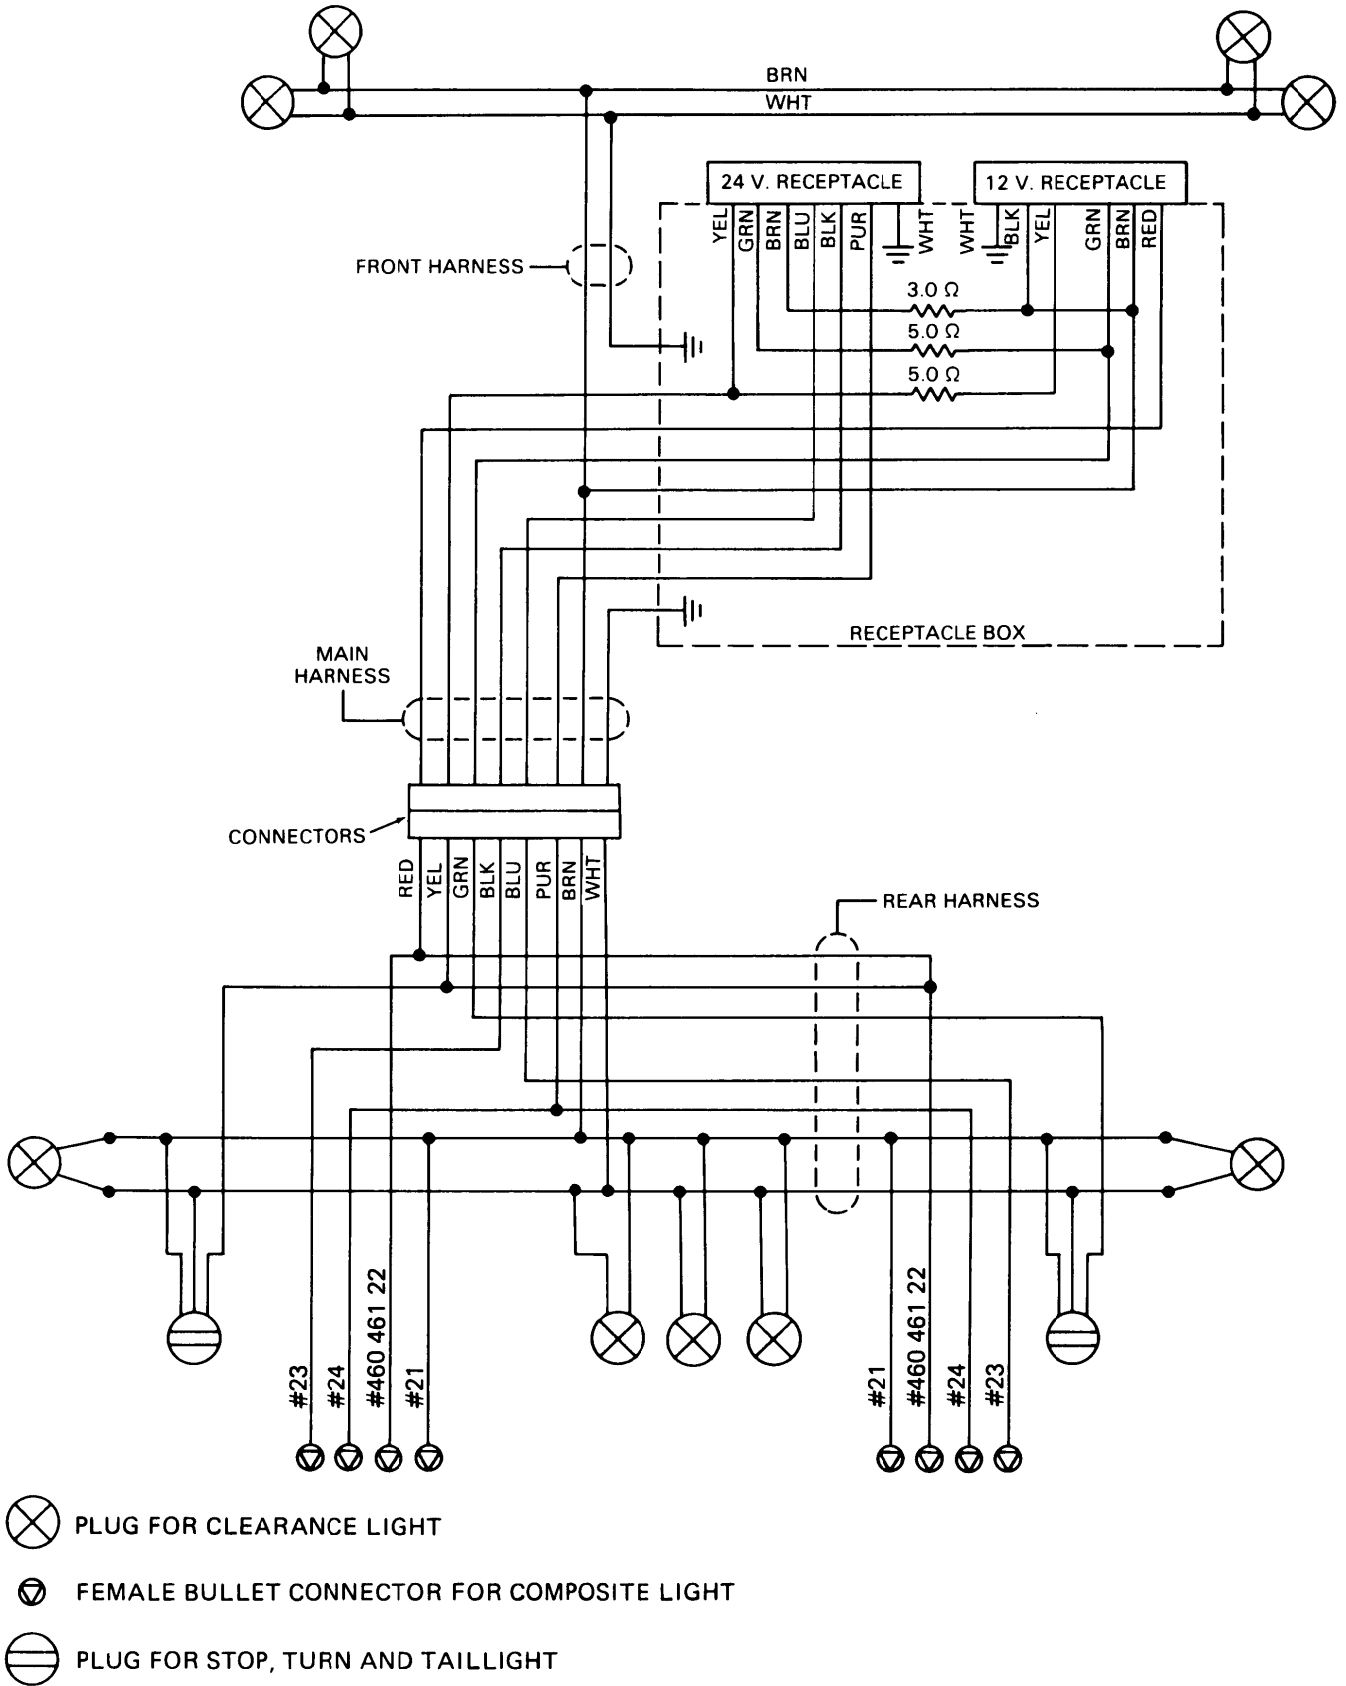 BRN
WHT
24 V. RECEPTACLE
12 V. RECEPTACLE
YEL
GRN
BRN
BLU
BLK
PUR
WHT
WHT
BLK
YEL
GRN
BRN
RED
FRONT HARNESS
3.0 Ω
5.0 Ω
5.0 Ω
RECEPTACLE BOX
MAIN
HARNESS
CONNECTORS
RED
YEL
GRN
BLK
BLU
PUR
BRN
WHT
REAR HARNESS
#23
#24
#460 461 22
#21
#21
#460 461 22
#24
#23
PLUG FOR CLEARANCE LIGHT
FEMALE BULLET CONNECTOR FOR COMPOSITE LIGHT
PLUG FOR STOP, TURN AND TAILLIGHT